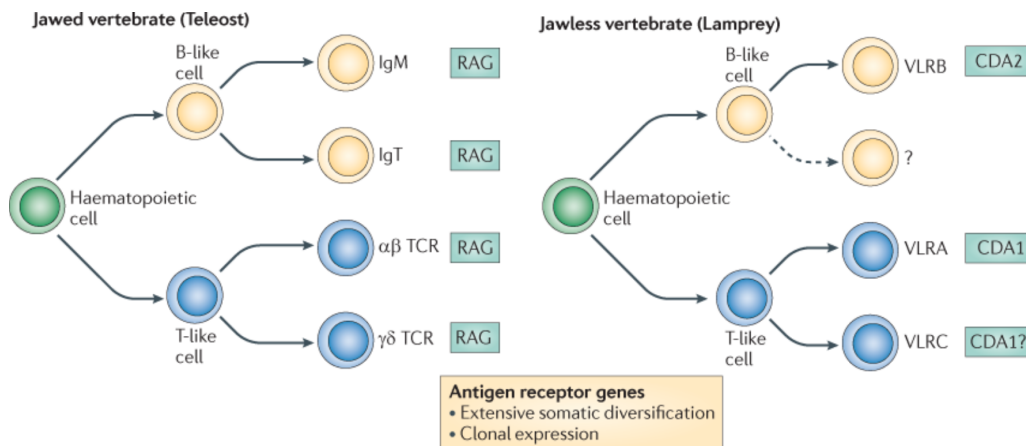 Jawed vertebrate (Teleost)
B-like
cell
IgM
RAG
IgT
RAG
Haematopoietic
cell
αβ TCR
RAG
T-like
cell
γδ TCR
RAG
Jawless vertebrate (Lamprey)
B-like
cell
VLRB
CDA2
?
Haematopoietic
cell
VLRA
CDA1
T-like
cell
VLRC
CDA1?
Antigen receptor genes
• Extensive somatic diversification
• Clonal expression